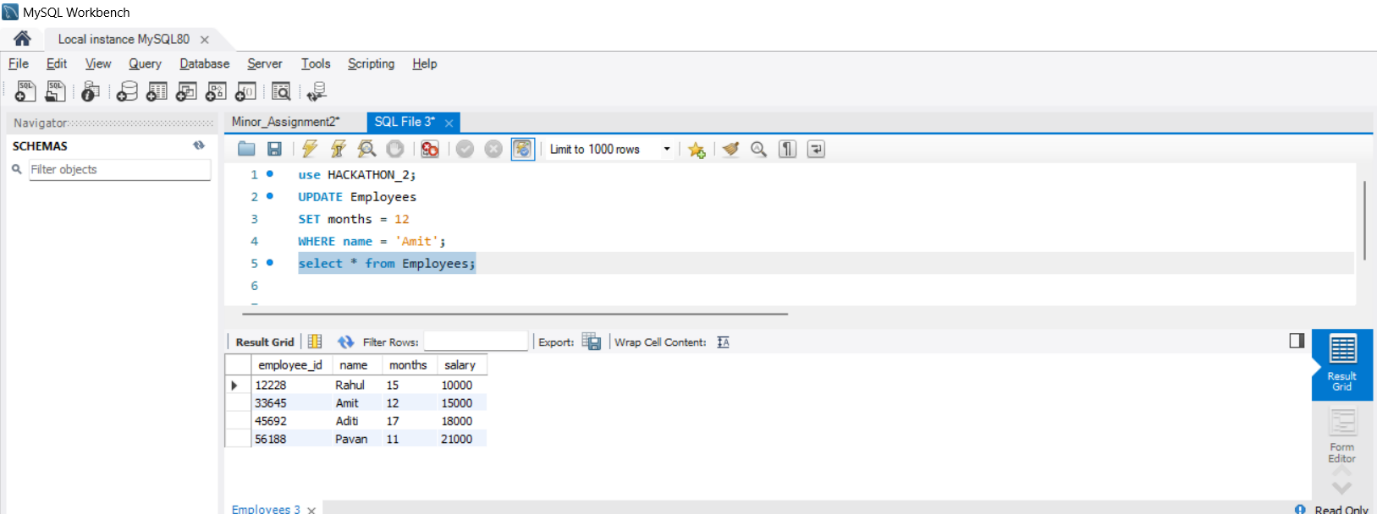 MySQL Workbench
Local instance MySQL80
File Edit View Query Database Server Tools Scripting Help
Navigator
Minor_Assignment2* SQL File 3*
SCHEMAS
Filter objects
Limit to 1000 rows
1 use HACKATHON_2;
2 UPDATE Employees
3 SET months = 12
4 WHERE name = 'Amit';
5 select * from Employees;
6
Result Grid Filter Rows: Export: Wrap Cell Content:
employee_id name months salary
12228 Rahul 15 10000
33645 Amit 12 15000
45692 Aditi 17 18000
56188 Pavan 11 21000
Result
Grid
Form
Editor
Employees 3
Read Only